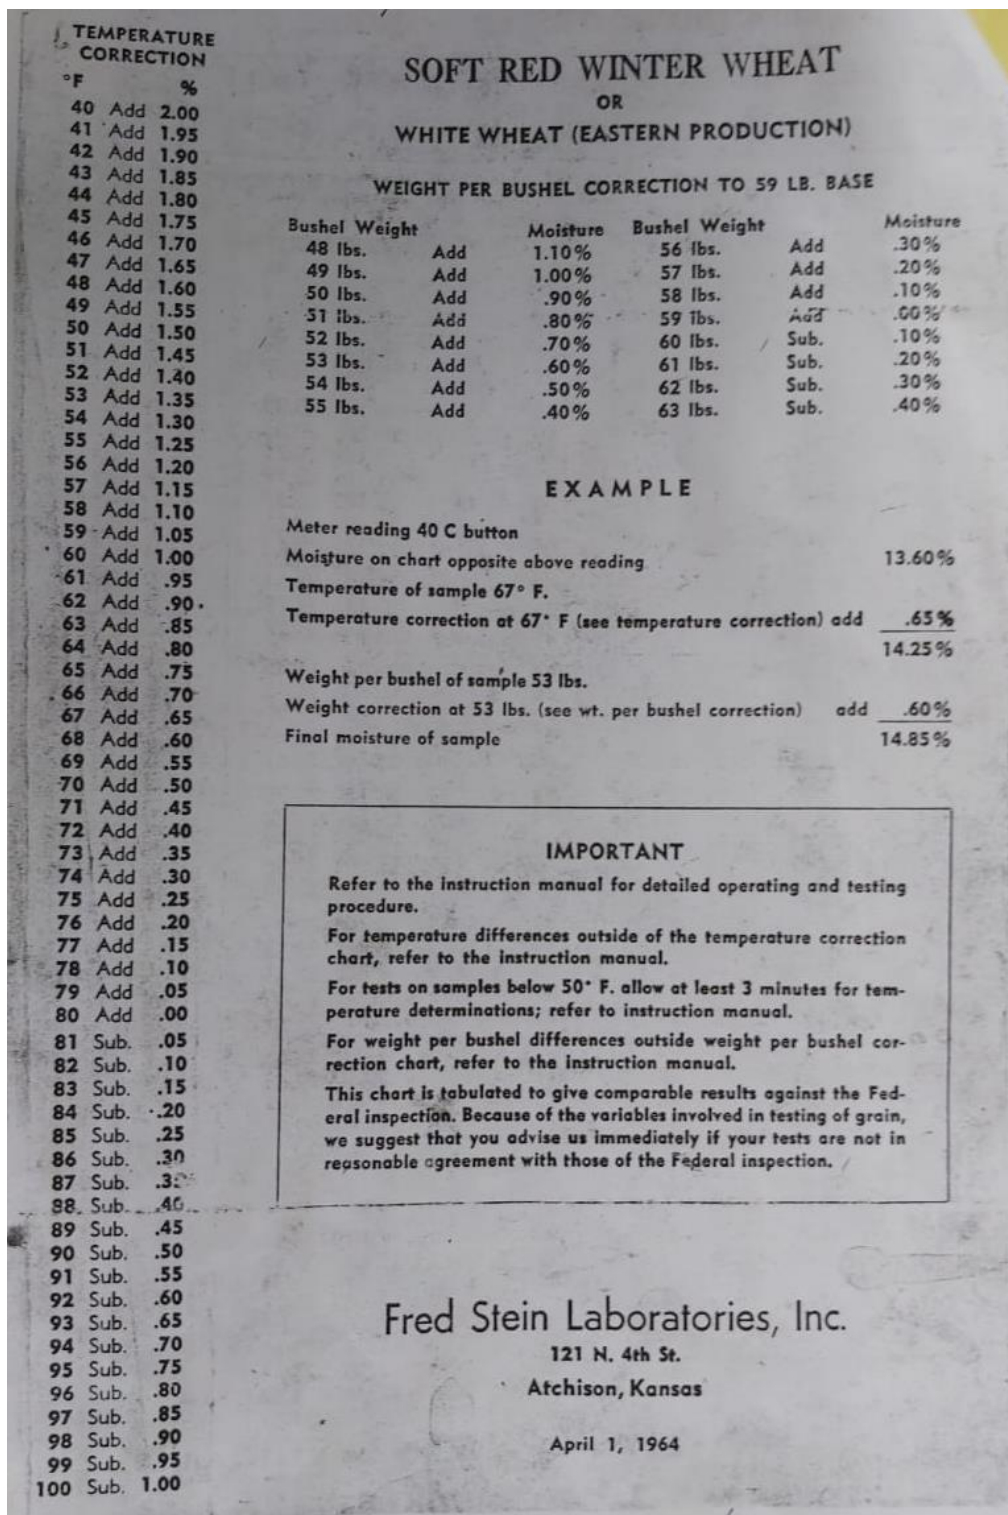 TEMPERATURE
CORRECTION
°F %
40 Add 2.00
41 Add 1.95
42 Add 1.90
43 Add 1.85
44 Add 1.80
45 Add 1.75
46 Add 1.70
47 Add 1.65
48 Add 1.60
49 Add 1.55
50 Add 1.50
51 Add 1.45
52 Add 1.40
53 Add 1.35
54 Add 1.30
55 Add 1.25
56 Add 1.20
57 Add 1.15
58 Add 1.10
59 Add 1.05
60 Add 1.00
61 Add .95
62 Add .90
63 Add .85
64 Add .80
65 Add .75
66 Add .70
67 Add .65
68 Add .60
69 Add .55
70 Add .50
71 Add .45
72 Add .40
73 Add .35
74 Add .30
75 Add .25
76 Add .20
77 Add .15
78 Add .10
79 Add .05
80 Add .00
81 Sub. .05
82 Sub. .10
83 Sub. .15
84 Sub. .20
85 Sub. .25
86 Sub. .30
87 Sub.
88 Sub. .40
89 Sub. .45
90 Sub. .50
91 Sub. .55
92 Sub. .60
93 Sub. .65
94 Sub. .70
95 Sub. .75
96 Sub. .80
97 Sub. .85
98 Sub. .90
99 Sub. .95
100 Sub. 1.00
SOFT RED WINTER WHEAT
OR
WHITE WHEAT (EASTERN PRODUCTION)
WEIGHT PER BUSHEL CORRECTION TO 59 LB. BASE
Bushel Weight Moisture Bushel Weight Moisture
48 lbs. Add 1.10% 56 lbs. Add .30%
49 lbs. Add 1.00% 57 lbs. Add .20%
50 lbs. Add .90% 58 lbs. Add .10%
51 lbs. Add .80% 59 lbs. Add .00%
52 lbs. Add .70% 60 lbs. Sub. .10%
53 lbs. Add .60% 61 lbs. Sub. .20%
54 lbs. Add .50% 62 lbs. Sub. .30%
55 lbs. Add .40% 63 lbs. Sub. .40%
EXAMPLE
Meter reading 40 C button
Moisture on chart opposite above reading 13.60%
Temperature of sample 67° F.
Temperature correction at 67° F (see temperature correction) add .65%
14.25%
Weight per bushel of sample 53 lbs.
Weight correction at 53 lbs. (see wt. per bushel correction) add .60%
Final moisture of sample 14.85%
IMPORTANT
Refer to the instruction manual for detailed operating and testing
procedure.
For temperature differences outside of the temperature correction
chart, refer to the instruction manual.
For tests on samples below 50° F. allow at least 3 minutes for tem-
perature determinations; refer to instruction manual.
For weight per bushel differences outside weight per bushel cor-
rection chart, refer to the instruction manual.
This chart is tabulated to give comparable results against the Fed-
eral inspection. Because of the variables involved in testing of grain,
we suggest that you advise us immediately if your tests are not in
reasonable agreement with those of the Federal inspection.
Fred Stein Laboratories, Inc.
121 N. 4th St.
Atchison, Kansas
April 1, 1964